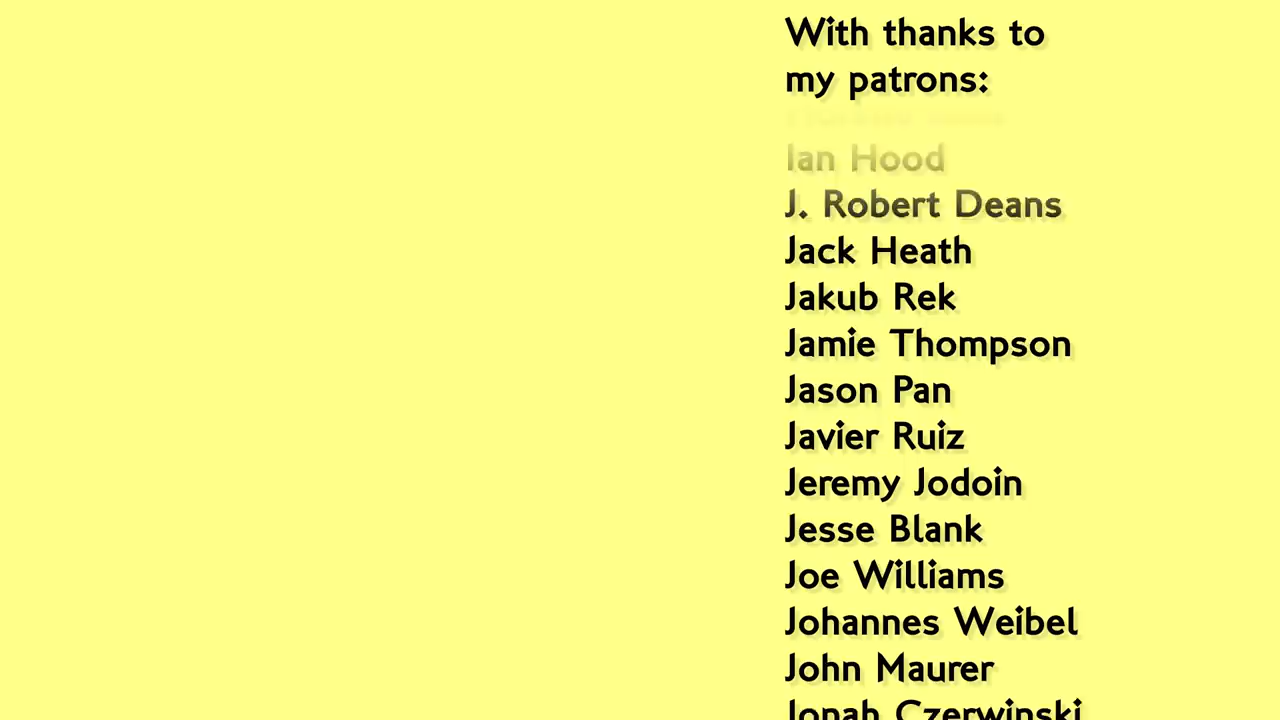 With thanks to
my patrons:
Ian Hood
J. Robert Deans
Jack Heath
Jakub Rek
Jamie Thompson
Jason Pan
Javier Ruiz
Jeremy Jodoin
Jesse Blank
Joe Williams
Johannes Weibel
John Maurer
Jonah Czerwinski